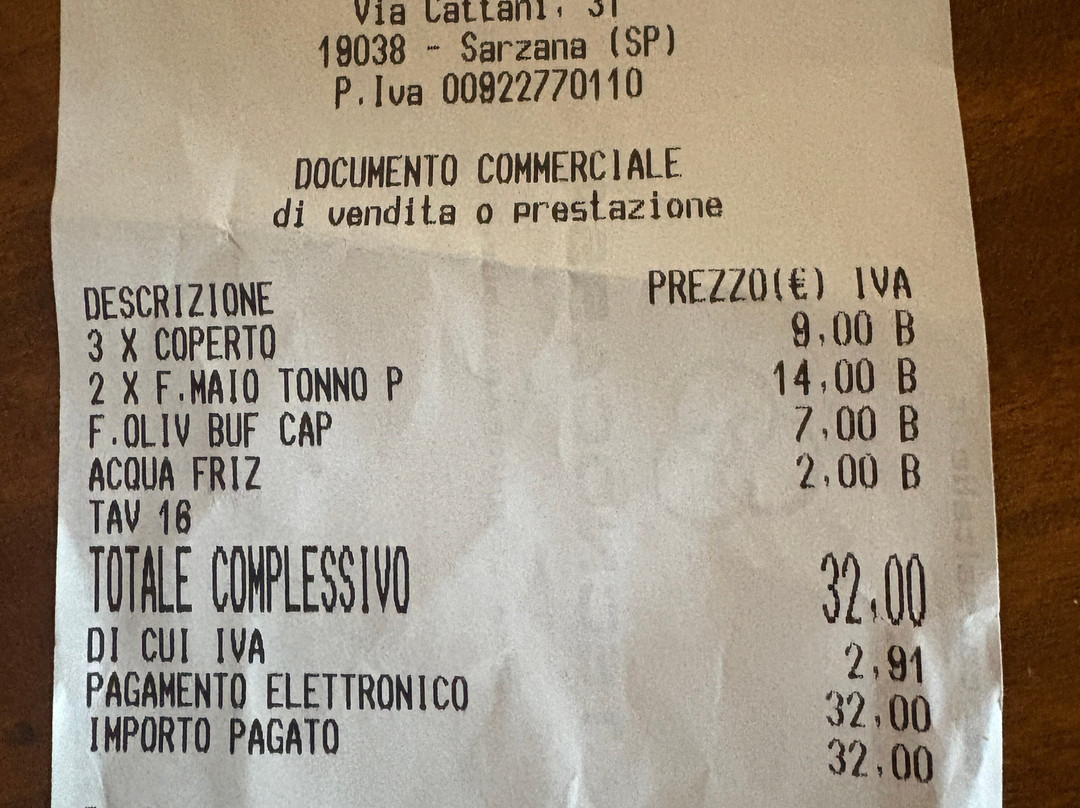 Via Cattani, 31
19038 - Sarzana (SP)
P.Iva 00922770110
DOCUMENTO COMMERCIALE
di vendita o prestazione
DESCRIZIONE PREZZO(€) IVA
3 X COPERTO 9,00 B
2 X F.MAIO TONNO P 14,00 B
F.OLIV BUF CAP 7,00 B
ACQUA FRIZ 2,00 B
TAV 16
TOTALE COMPLESSIVO 32,00
DI CUI IVA 2,91
PAGAMENTO ELETTRONICO 32,00
IMPORTO PAGATO 32,00